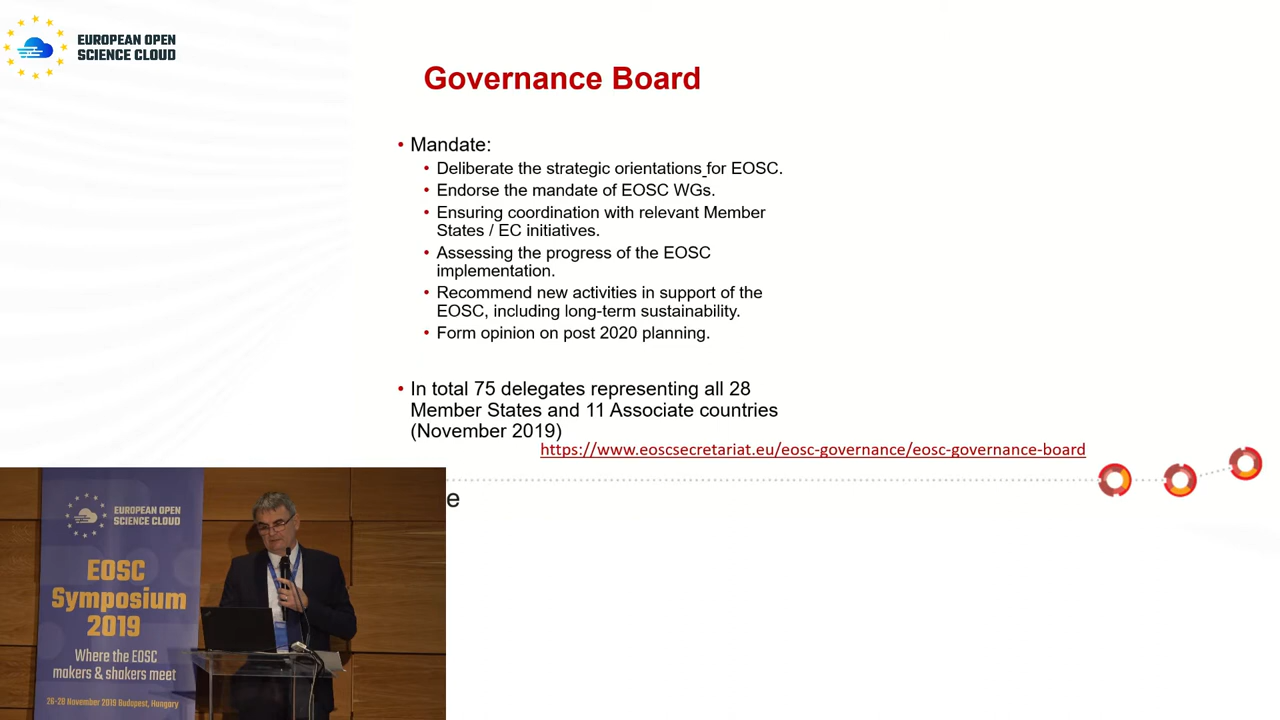 EUROPEAN OPEN
SCIENCE CLOUD
Governance Board
• Mandate:
• Deliberate the strategic orientations for EOSC.
• Endorse the mandate of EOSC WGs.
• Ensuring coordination with relevant Member
States / EC initiatives.
• Assessing the progress of the EOSC
implementation.
• Recommend new activities in support of the
EOSC, including long-term sustainability.
• Form opinion on post 2020 planning.
• In total 75 delegates representing all 28
Member States and 11 Associate countries
(November 2019)
https://www.eoscsecretariat.eu/eosc-governance/eosc-governance-board
e
EUROPEAN OPEN
SCIENCE CLOUD
EOSC
Symposium
2019
Where the EOSC
makers & shakers meet
26-28 November 2019 Budapest, Hungary